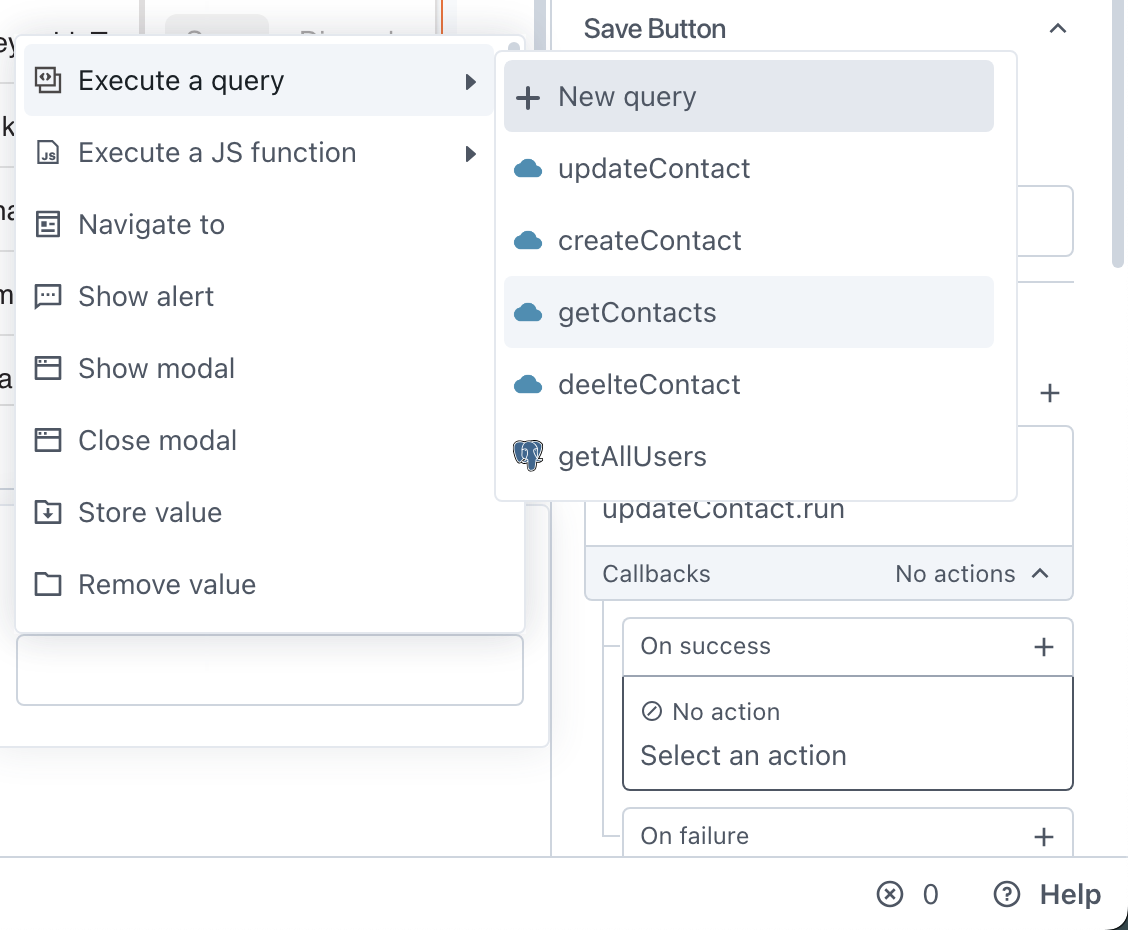 Save Button
Execute a query
Execute a JS function
Navigate to
Show alert
Show modal
Close modal
Store value
Remove value
New query
updateContact
createContact
getContacts
deelteContact
getAllUsers
updateContact.run
Callbacks No actions
On success
No action
Select an action
On failure
0 Help